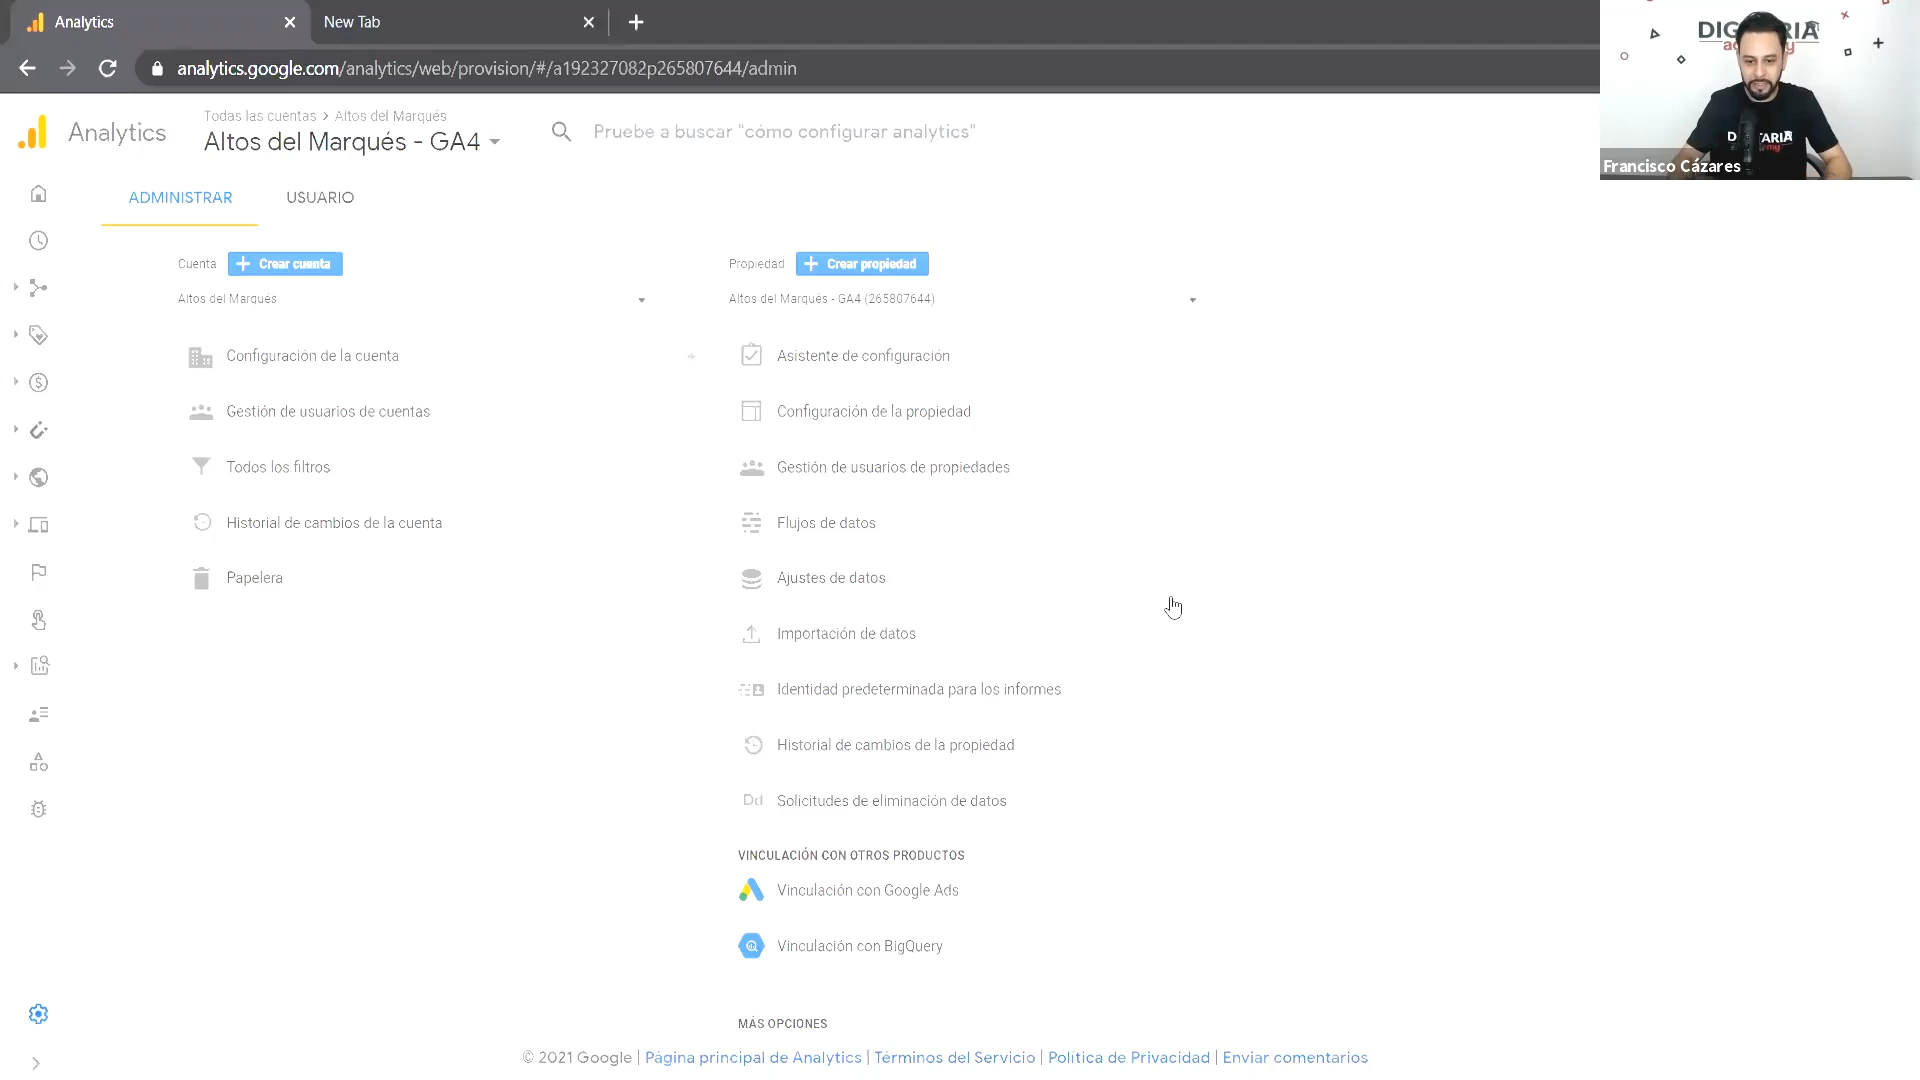 Analytics
New Tab
analytics.google.com/analytics/web/provision/#/a192327082p265807644/admin
Francisco Cázares
Analytics
Todas las cuentas > Altos del Marqués
Altos del Marqués - GA4
Pruebe a buscar "cómo configurar analytics"
ADMINISTRAR
USUARIO
Cuenta
Crear cuenta
Altos del Marqués
Configuración de la cuenta
Gestión de usuarios de cuentas
Todos los filtros
Historial de cambios de la cuenta
Papelera
Propiedad
Crear propiedad
Altos del Marqués - GA4 (265807644)
Asistente de configuración
Configuración de la propiedad
Gestión de usuarios de propiedades
Flujos de datos
Ajustes de datos
Importación de datos
Identidad predeterminada para los informes
Historial de cambios de la propiedad
Dd Solicitudes de eliminación de datos
VINCULACIÓN CON OTROS PRODUCTOS
Vinculación con Google Ads
Vinculación con BigQuery
MÁS OPCIONES
© 2021 Google | Página principal de Analytics | Términos del Servicio | Política de Privacidad | Enviar comentarios